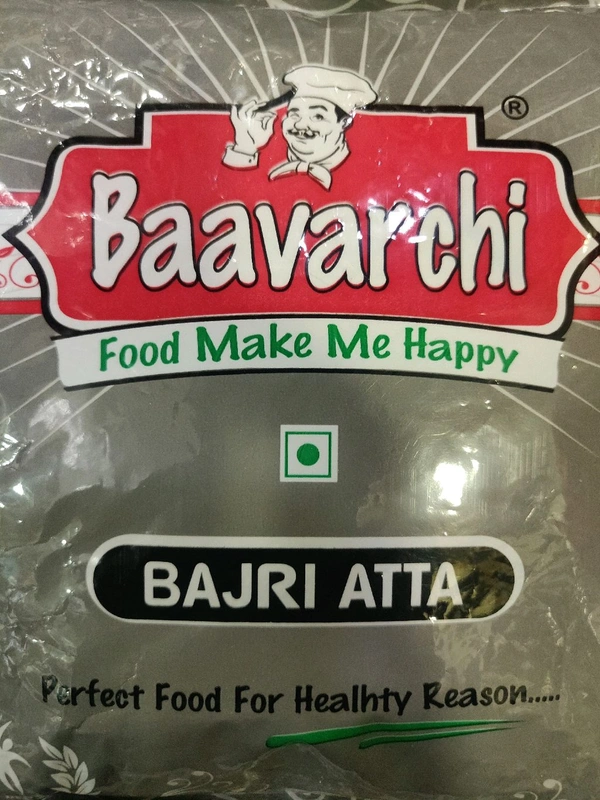 ®
Baavarchi
Food Make Me Happy
BAJRI ATTA
Perfect Food For Healhty Reason.....